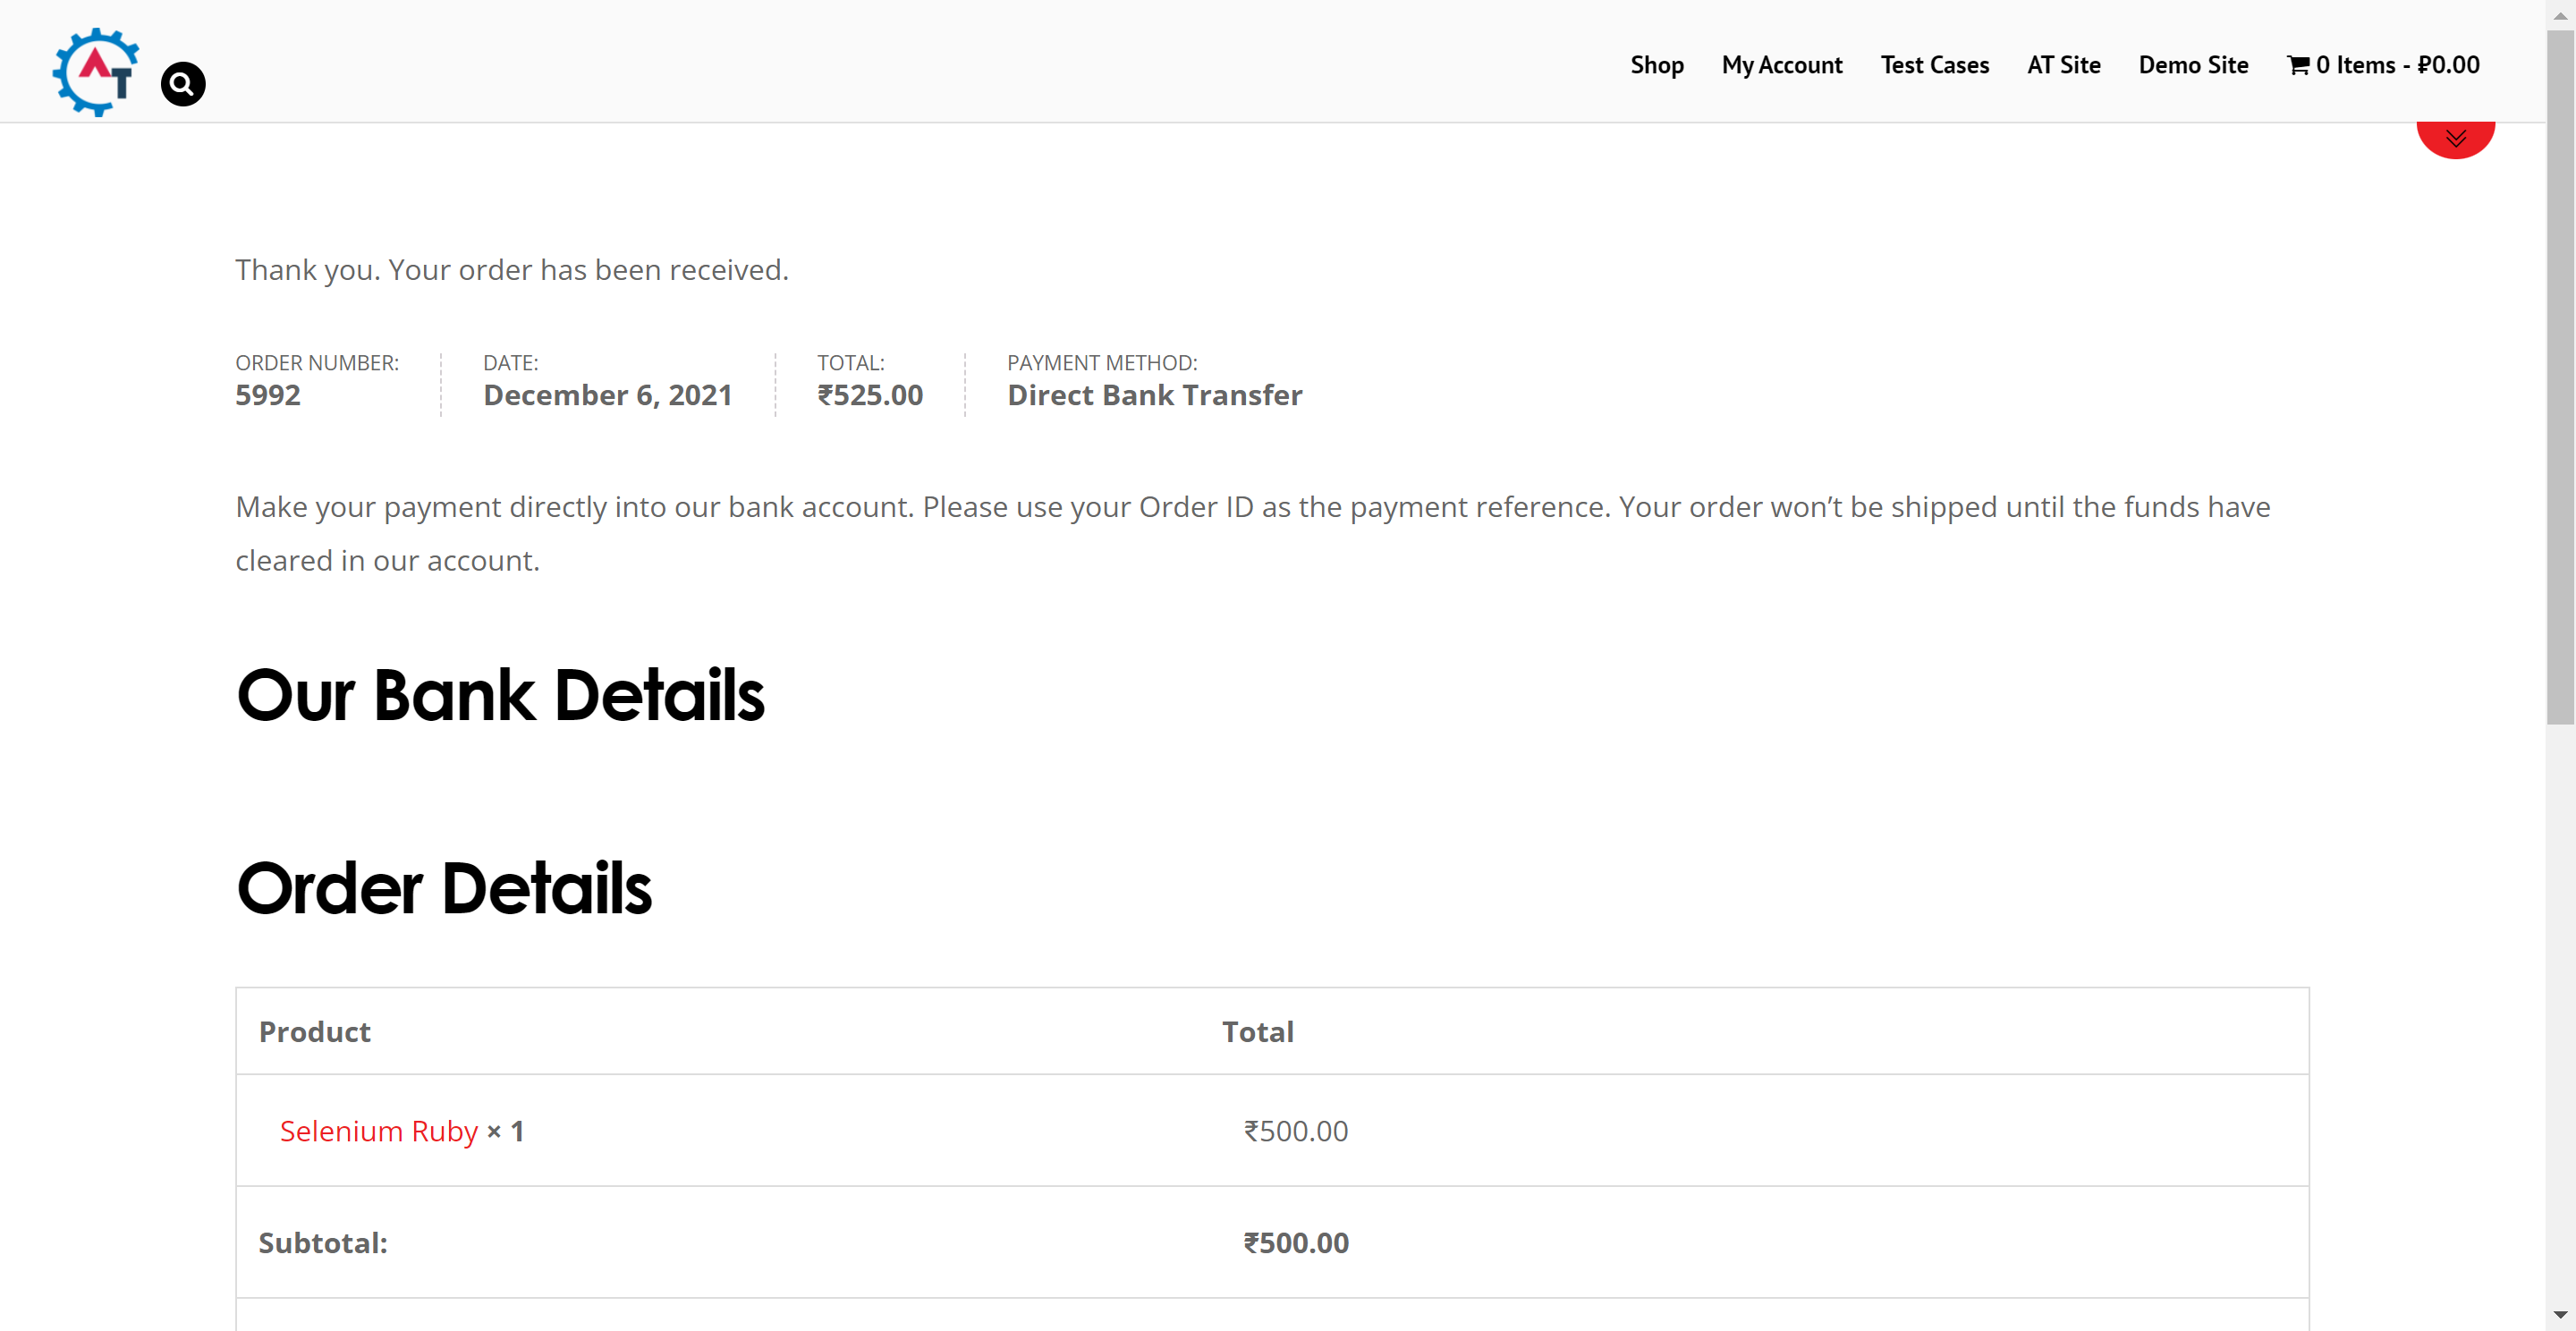 AT
Shop My Account Test Cases AT Site Demo Site 0 Items - ₽0.00
Thank you. Your order has been received.
ORDER NUMBER: DATE: TOTAL: PAYMENT METHOD:
5992 December 6, 2021 ₹525.00 Direct Bank Transfer
Make your payment directly into our bank account. Please use your Order ID as the payment reference. Your order won’t be shipped until the funds have
cleared in our account.
Our Bank Details
Order Details
Product Total
Selenium Ruby × 1 ₹500.00
Subtotal: ₹500.00